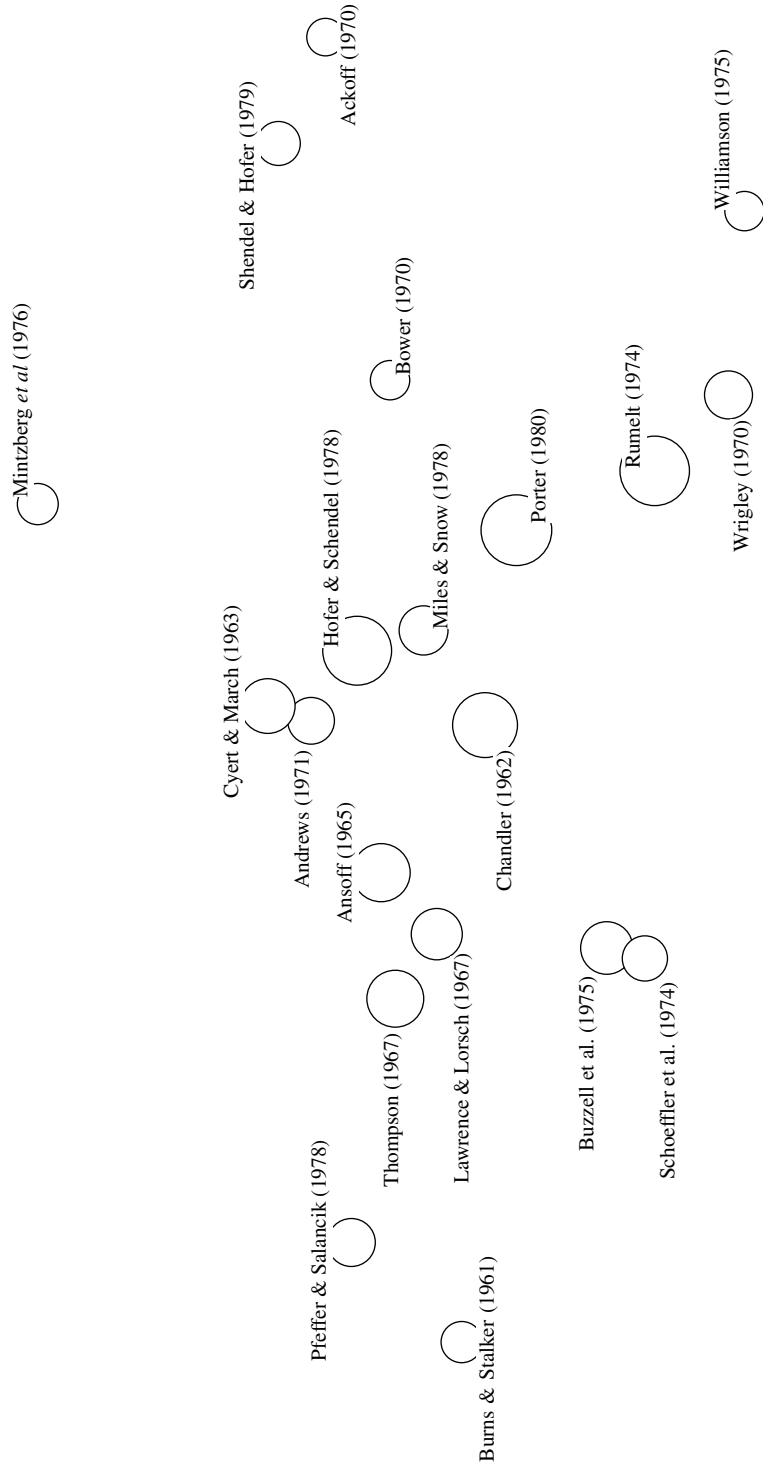 Mintzberg et al (1976)
Shendel & Hofer (1979)
Ackoff (1970)
Cyert & March (1963)
Andrews (1971)
Hofer & Schendel (1978)
Pfeffer & Salancik (1978)
Ansoff (1965)
Thompson (1967)
Bower (1970)
Miles & Snow (1978)
Lawrence & Lorsch (1967)
Burns & Stalker (1961)
Chandler (1962)
Porter (1980)
Buzzell et al. (1975)
Schoeffler et al. (1974)
Rumelt (1974)
Wrigley (1970)
Williamson (1975)